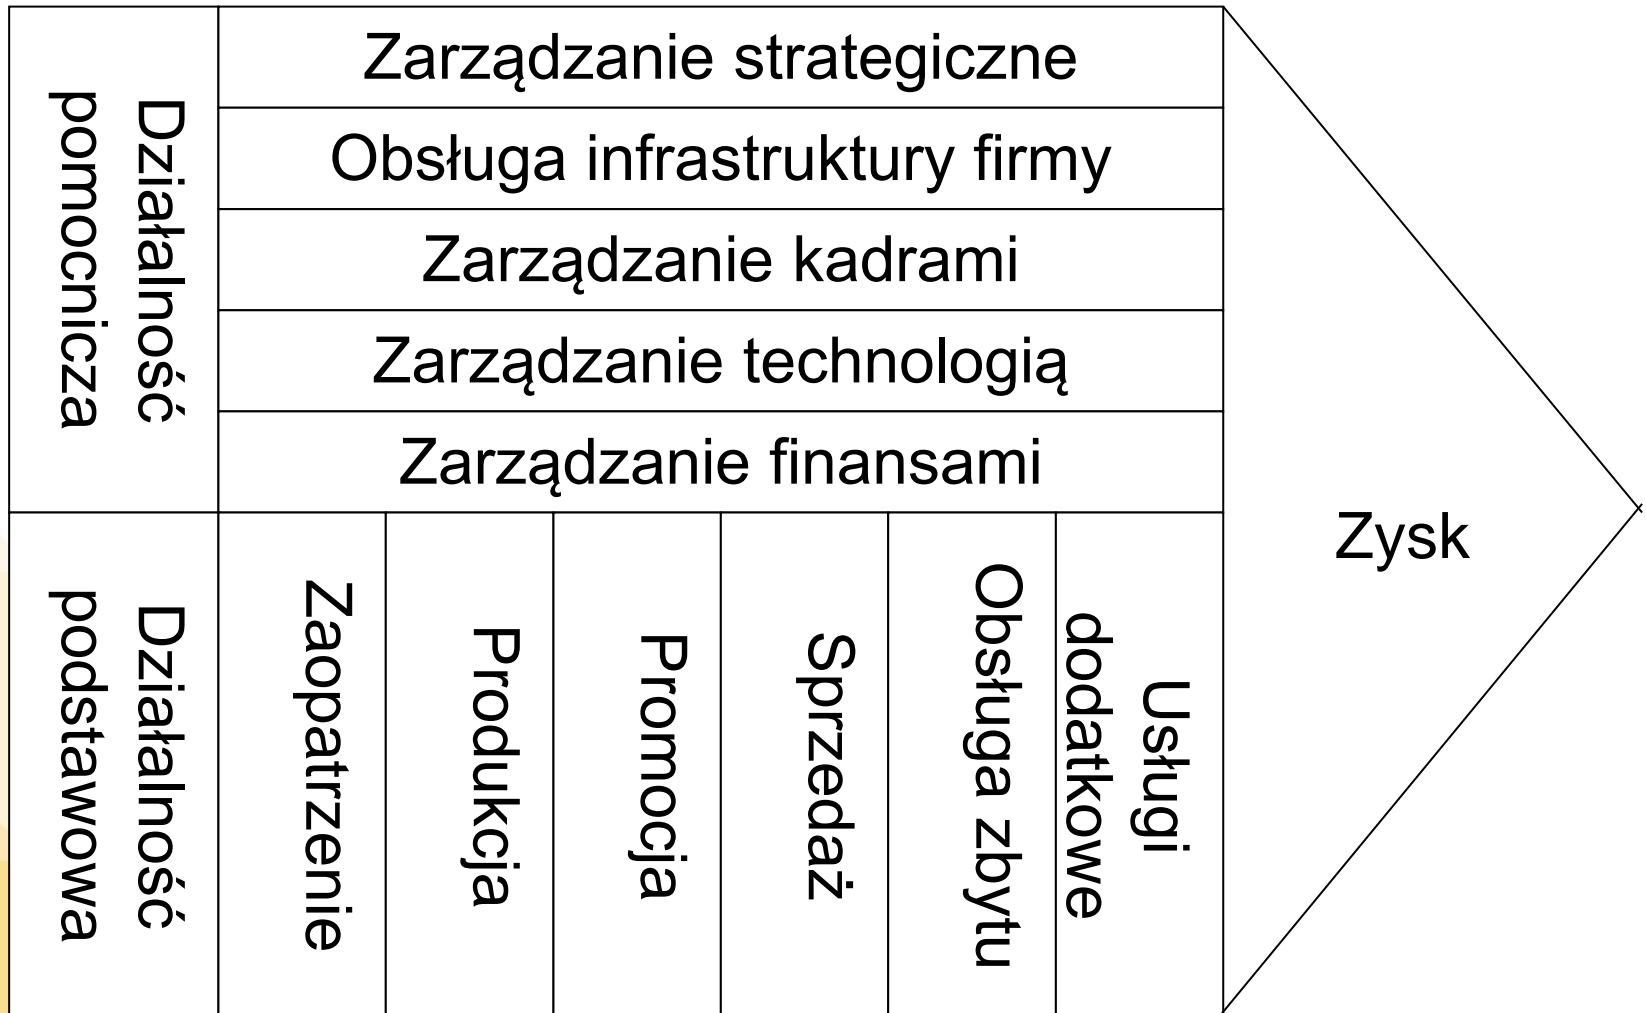 Działalność
pomocnicza
Zarządzanie strategiczne
Obsługa infrastruktury firmy
Zarządzanie kadrami
Zarządzanie technologią
Zarządzanie finansami
Działalność
podstawowa
Zaopatrzenie
Produkcja
Promocja
Sprzedaż
Obsługa zbytu
Usługi
dodatkowe
Zysk